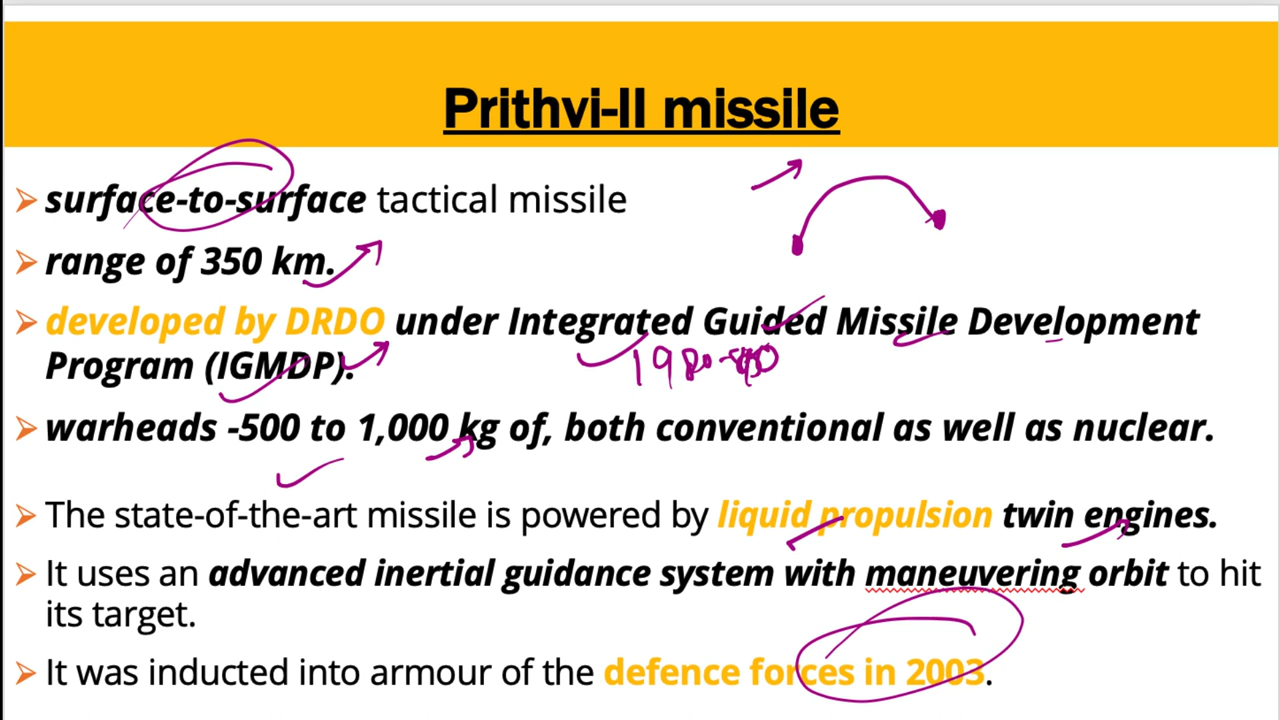 Prithvi-II missile
➢ surface-to-surface tactical missile
➢ range of 350 km.
➢ developed by DRDO under Integrated Guided Missile Development
Program (IGMDP).
➢ warheads -500 to 1,000 kg of, both conventional as well as nuclear.
➢ The state-of-the-art missile is powered by liquid propulsion twin engines.
➢ It uses an advanced inertial guidance system with maneuvering orbit to hit
its target.
➢ It was inducted into armour of the defence forces in 2003.